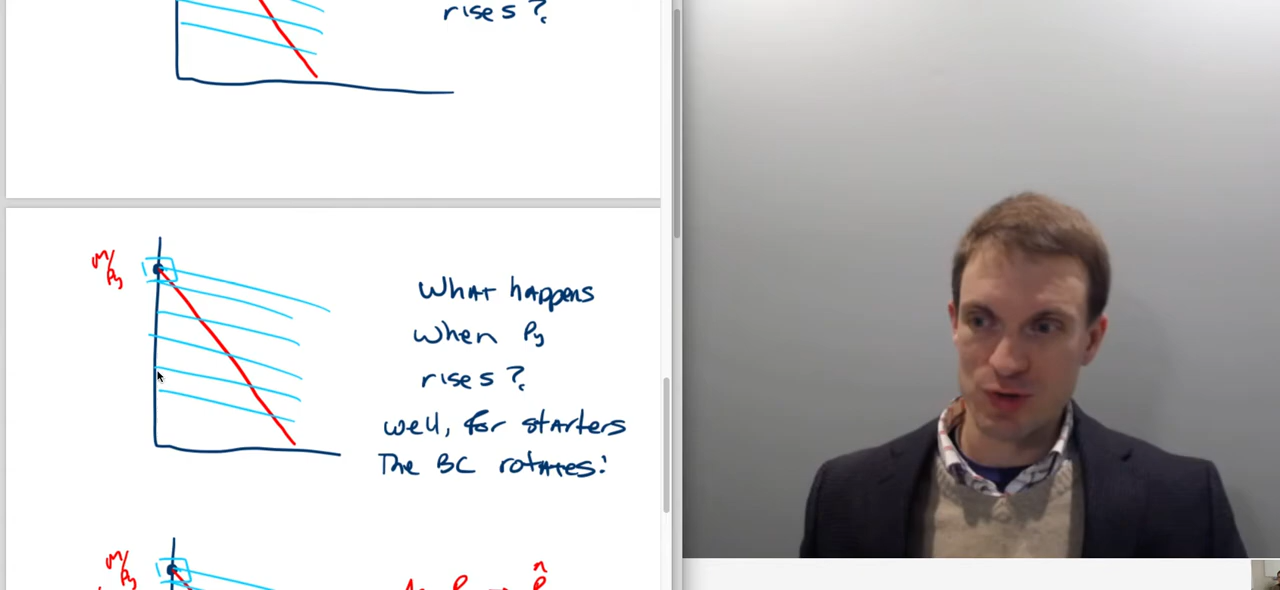 rises?
M/Py
What happens
when Py
rises?
well, for starters
The BC rotates:
M/Py